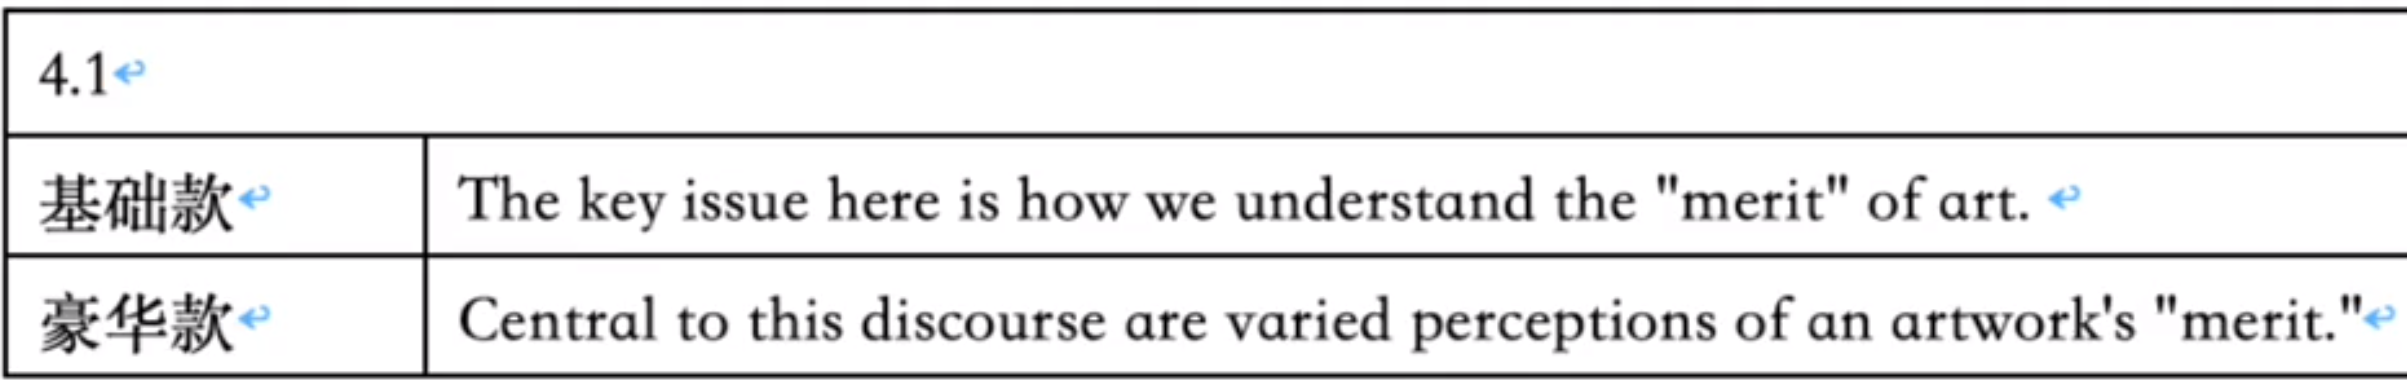 4.1
基础款 The key issue here is how we understand the "merit" of art.
豪华款 Central to this discourse are varied perceptions of an artwork's "merit."